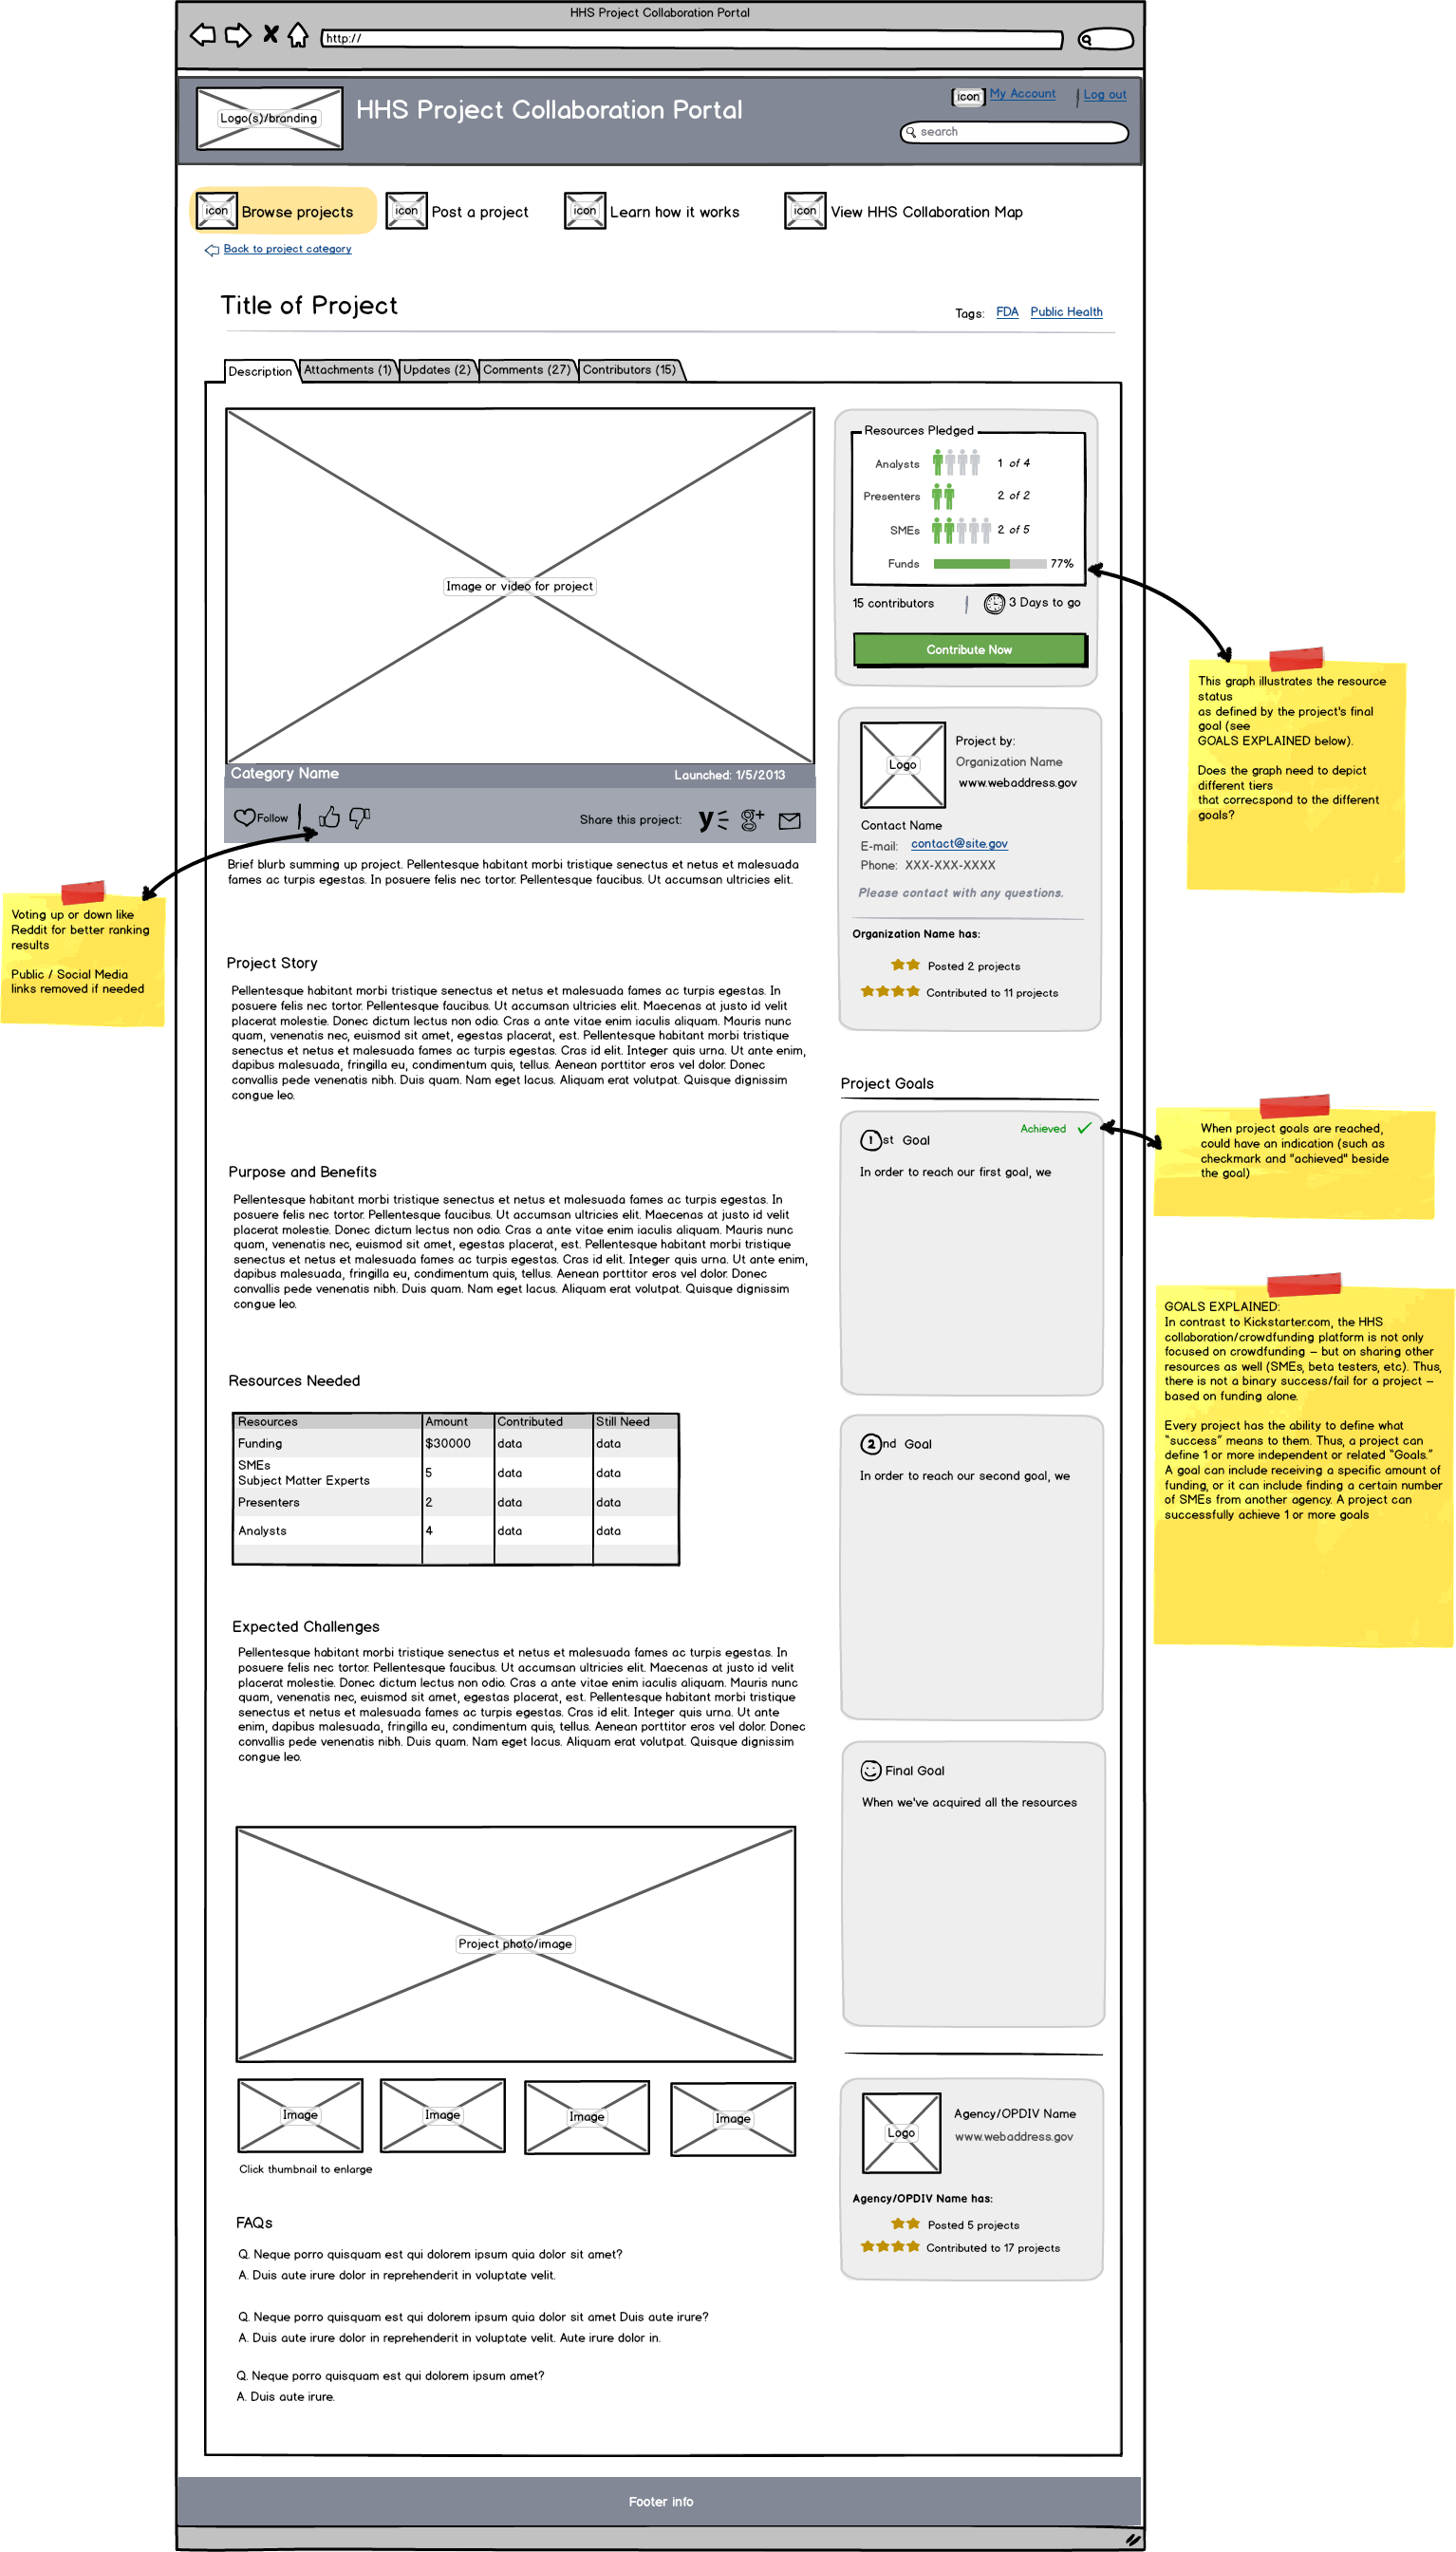 HHS Project Collaboration Portal
http://
Logo(s)/branding
HHS Project Collaboration Portal
icon My Account
Log out
search
icon Browse projects
icon Post a project
icon Learn how it works
icon View HHS Collaboration Map
Back to project category
Title of Project
Tags: FDA Public Health
Description
Attachments (1)
Updates (2)
Comments (27)
Contributors (15)
Image or video for project
Category Name
Launched: 1/5/2013
Follow
Share this project:
y
g+
Brief blurb summing up project. Pellentesque habitant morbi tristique senectus et netus et malesuada
fames ac turpis egestas. In posuere felis nec tortor. Pellentesque faucibus. Ut accumsan ultricies elit.
Voting up or down like
Reddit for better ranking
results
Public / Social Media
links removed if needed
Project Story
Pellentesque habitant morbi tristique senectus et netus et malesuada fames ac turpis egestas. In
posuere felis nec tortor. Pellentesque faucibus. Ut accumsan ultricies elit. Maecenas at justo id velit
placerat molestie. Donec dictum lectus non odio. Cras a ante vitae enim iaculis aliquam. Mauris nunc
quam, venenatis nec, euismod sit amet, egestas placerat, est. Pellentesque habitant morbi tristique
senectus et netus et malesuada fames ac turpis egestas. Cras id elit. Integer quis urna. Ut ante enim,
dapibus malesuada, fringilla eu, condimentum quis, tellus. Aenean porttitor eros vel dolor. Donec
convallis pede venenatis nibh. Duis quam. Nam eget lacus. Aliquam erat volutpat. Quisque dignissim
congue leo.
Purpose and Benefits
Pellentesque habitant morbi tristique senectus et netus et malesuada fames ac turpis egestas. In
posuere felis nec tortor. Pellentesque faucibus. Ut accumsan ultricies elit. Maecenas at justo id velit
placerat molestie. Donec dictum lectus non odio. Cras a ante vitae enim iaculis aliquam. Mauris nunc
quam, venenatis nec, euismod sit amet, egestas placerat, est. Pellentesque habitant morbi tristique
senectus et netus et malesuada fames ac turpis egestas. Cras id elit. Integer quis urna. Ut ante enim,
dapibus malesuada, fringilla eu, condimentum quis, tellus. Aenean porttitor eros vel dolor. Donec
convallis pede venenatis nibh. Duis quam. Nam eget lacus. Aliquam erat volutpat. Quisque dignissim
congue leo.
Resources Needed
Resources Amount Contributed Still Need
Funding $30000 data data
SMEs
Subject Matter Experts 5 data data
Presenters 2 data data
Analysts 4 data data
Expected Challenges
Pellentesque habitant morbi tristique senectus et netus et malesuada fames ac turpis egestas. In
posuere felis nec tortor. Pellentesque faucibus. Ut accumsan ultricies elit. Maecenas at justo id velit
placerat molestie. Donec dictum lectus non odio. Cras a ante vitae enim iaculis aliquam. Mauris nunc
quam, venenatis nec, euismod sit amet, egestas placerat, est. Pellentesque habitant morbi tristique
senectus et netus et malesuada fames ac turpis egestas. Cras id elit. Integer quis urna. Ut ante
enim, dapibus malesuada, fringilla eu, condimentum quis, tellus. Aenean porttitor eros vel dolor. Donec
convallis pede venenatis nibh. Duis quam. Nam eget lacus. Aliquam erat volutpat. Quisque dignissim
congue leo.
Project photo/image
Image
Image
Image
Image
Click thumbnail to enlarge
FAQs
Q. Neque porro quisquam est qui dolorem ipsum quia dolor sit amet?
A. Duis aute irure dolor in reprehenderit in voluptate velit.
Q. Neque porro quisquam est qui dolorem ipsum quia dolor sit amet Duis aute irure?
A. Duis aute irure dolor in reprehenderit in voluptate velit. Aute irure dolor in.
Q. Neque porro quisquam est qui dolorem ipsum amet?
A. Duis aute irure.
Resources Pledged
Analysts 1 of 4
Presenters 2 of 2
SMEs 2 of 5
Funds 77%
15 contributors
3 Days to go
Contribute Now
This graph illustrates the resource
status
as defined by the project's final
goal (see
GOALS EXPLAINED below).
Does the graph need to depict
different tiers
that correcspond to the different
goals?
Logo
Project by:
Organization Name
www.webaddress.gov
Contact Name
E-mail: contact@site.gov
Phone: XXX-XXX-XXXX
Please contact with any questions.
Organization Name has:
Posted 2 projects
Contributed to 11 projects
Project Goals
Achieved
1st Goal
In order to reach our first goal, we
When project goals are reached,
could have an indication (such as
checkmark and "achieved" beside
the goal)
GOALS EXPLAINED:
In contrast to Kickstarter.com, the HHS
collaboration/crowdfunding platform is not only
focused on crowdfunding – but on sharing other
resources as well (SMEs, beta testers, etc). Thus,
there is not a binary success/fail for a project –
based on funding alone.
Every project has the ability to define what
“success” means to them. Thus, a project can
define 1 or more independent or related “Goals.”
A goal can include receiving a specific amount of
funding, or it can include finding a certain number
of SMEs from another agency. A project can
successfully achieve 1 or more goals
2nd Goal
In order to reach our second goal, we
Final Goal
When we've acquired all the resources
Logo
Agency/OPDIV Name
www.webaddress.gov
Agency/OPDIV Name has:
Posted 5 projects
Contributed to 17 projects
Footer info